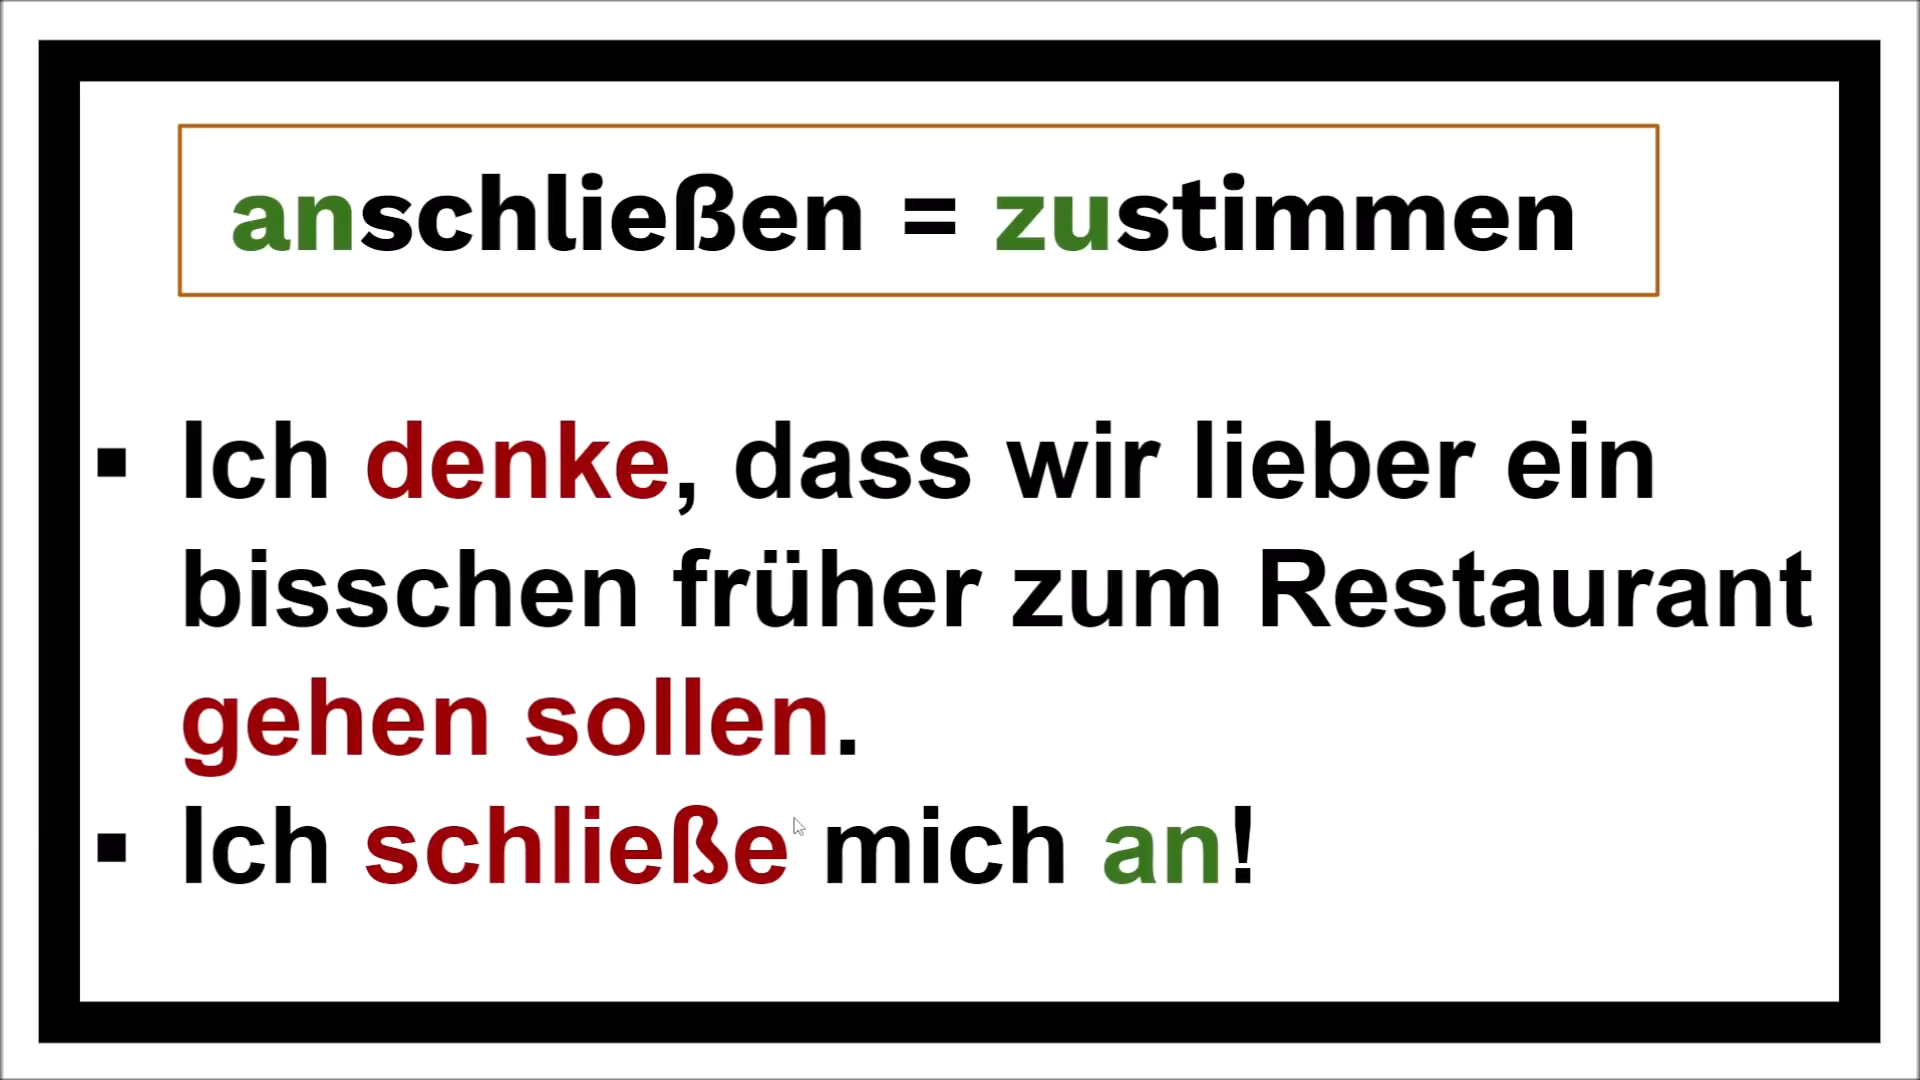 anschließen = zustimmen
▪ Ich denke, dass wir lieber ein
bisschen früher zum Restaurant
gehen sollen.
▪ Ich schließe mich an!